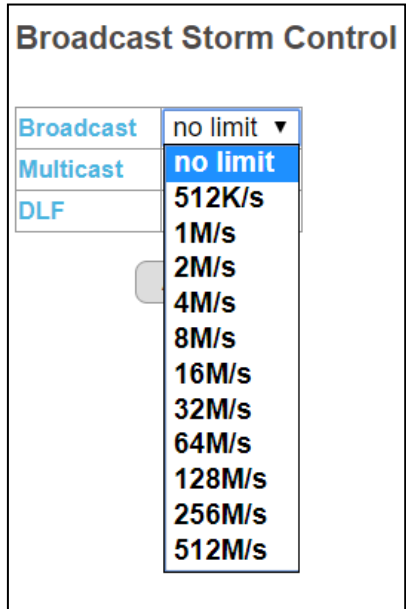 Broadcast Storm Control
Broadcast no limit ▼
Multicast no limit
DLF 512K/s
1M/s
2M/s
4M/s
8M/s
16M/s
32M/s
64M/s
128M/s
256M/s
512M/s